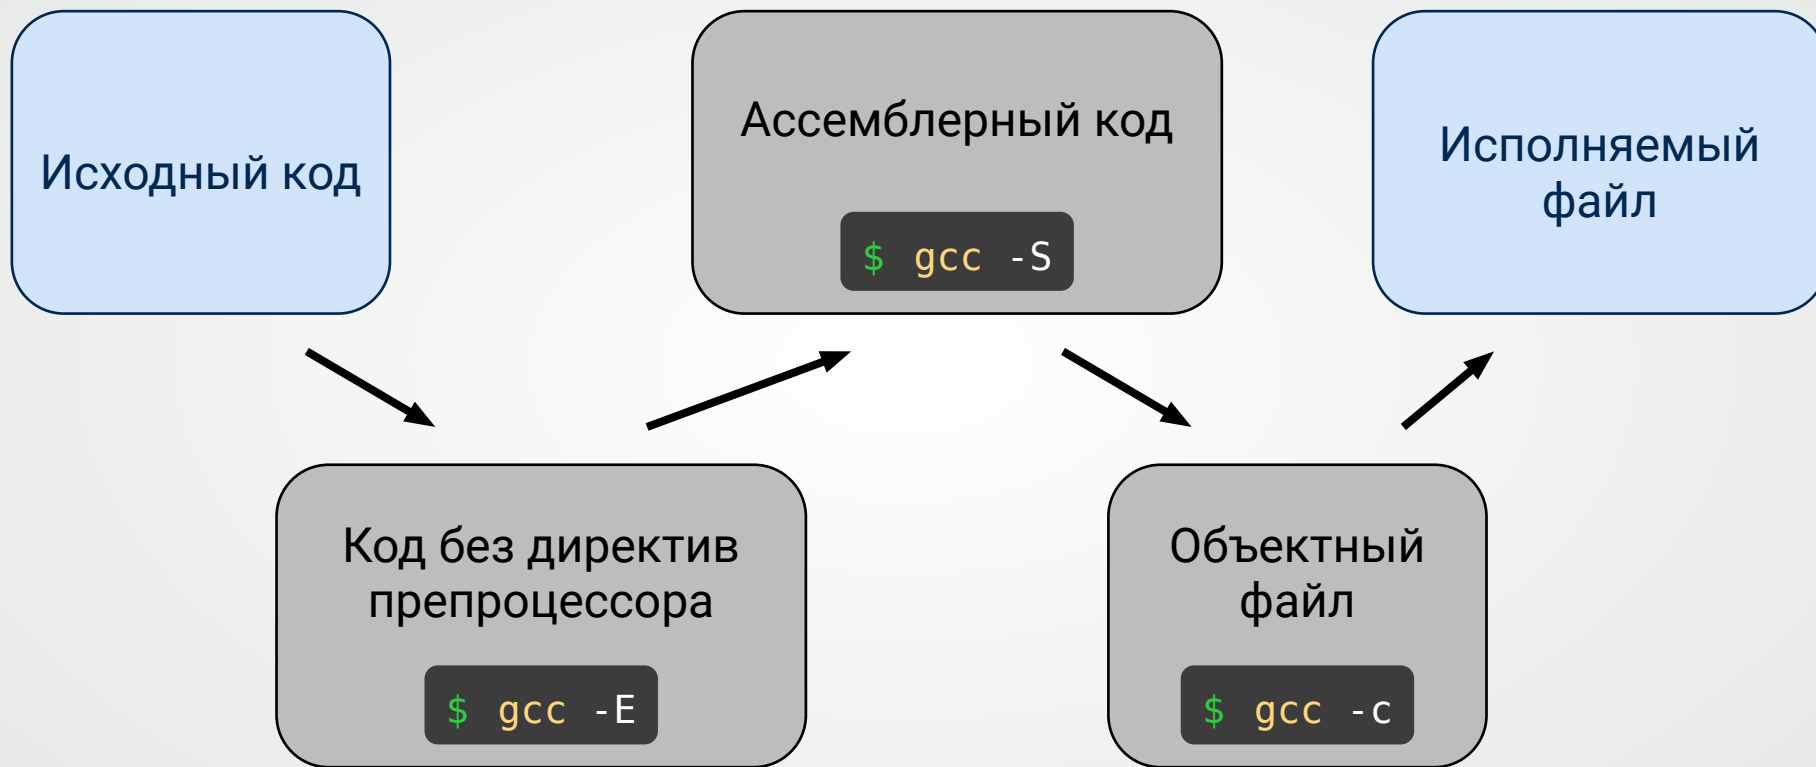 Исходный код
Код без директив
препроцессора
$ gcc -E
Ассемблерный код
$ gcc -S
Объектный
файл
$ gcc -c
Исполняемый
файл